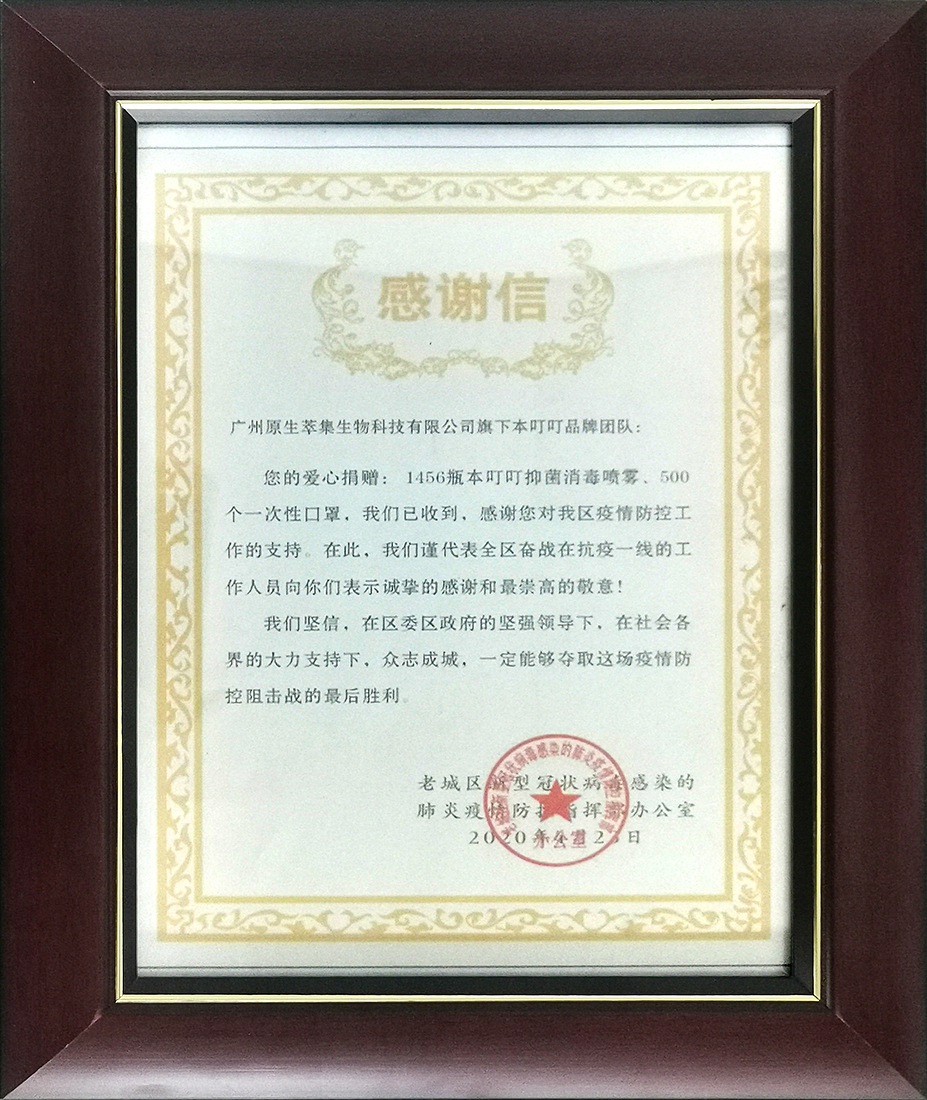 感谢信
广州原生萃集生物科技有限公司旗下本叮叮品牌团队：
您的爱心捐赠： 1456瓶本叮叮抑菌消毒喷雾、500
个一次性口罩，我们已收到，感谢您对我区疫情防控工
作的支持。在此，我们谨代表全区奋战在抗疫一线的工
作人员向你们表示诚挚的感谢和最崇高的敬意！
我们坚信，在区委区政府的坚强领导下，在社会各
界的大力支持下，众志成城，一定能够夺取这场疫情防
控阻击战的最后胜利。
老城区新型冠状病毒感染的
肺炎疫情防控指挥部办公室
2020年
办公室